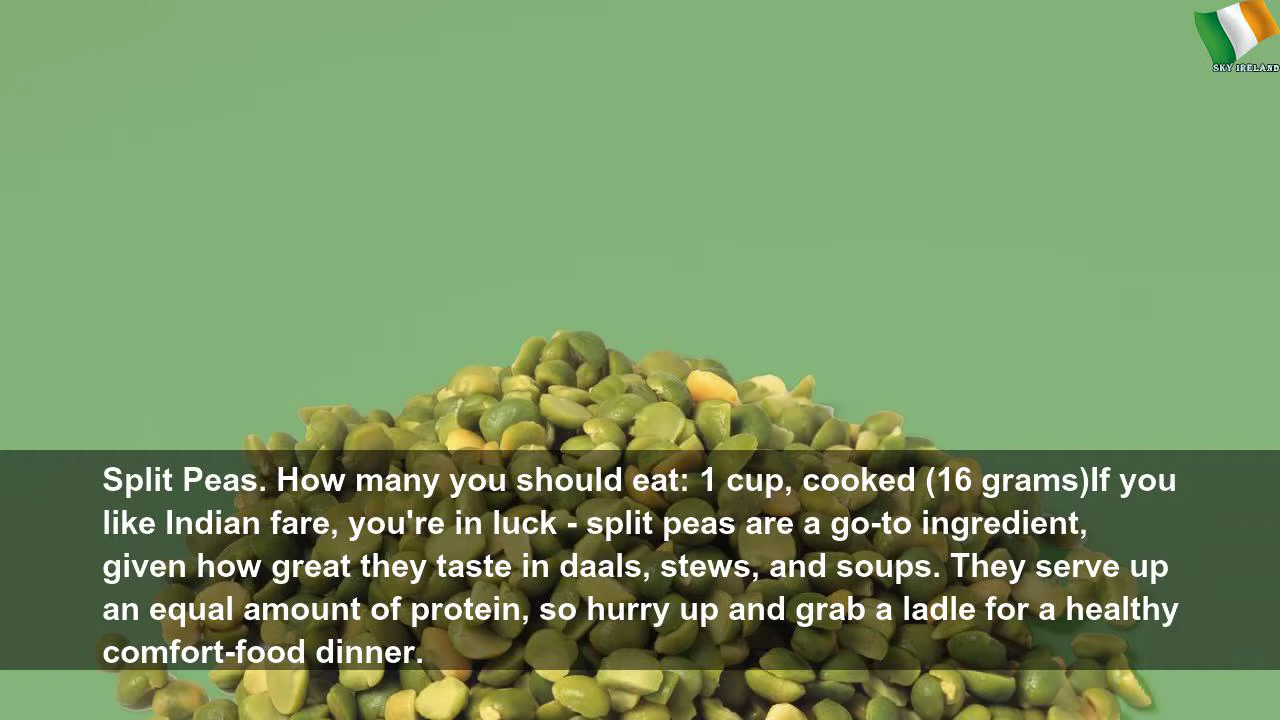 SKY IRELAND
Split Peas. How many you should eat: 1 cup, cooked (16 grams)If you
like Indian fare, you're in luck - split peas are a go-to ingredient,
given how great they taste in daals, stews, and soups. They serve up
an equal amount of protein, so hurry up and grab a ladle for a healthy
comfort-food dinner.